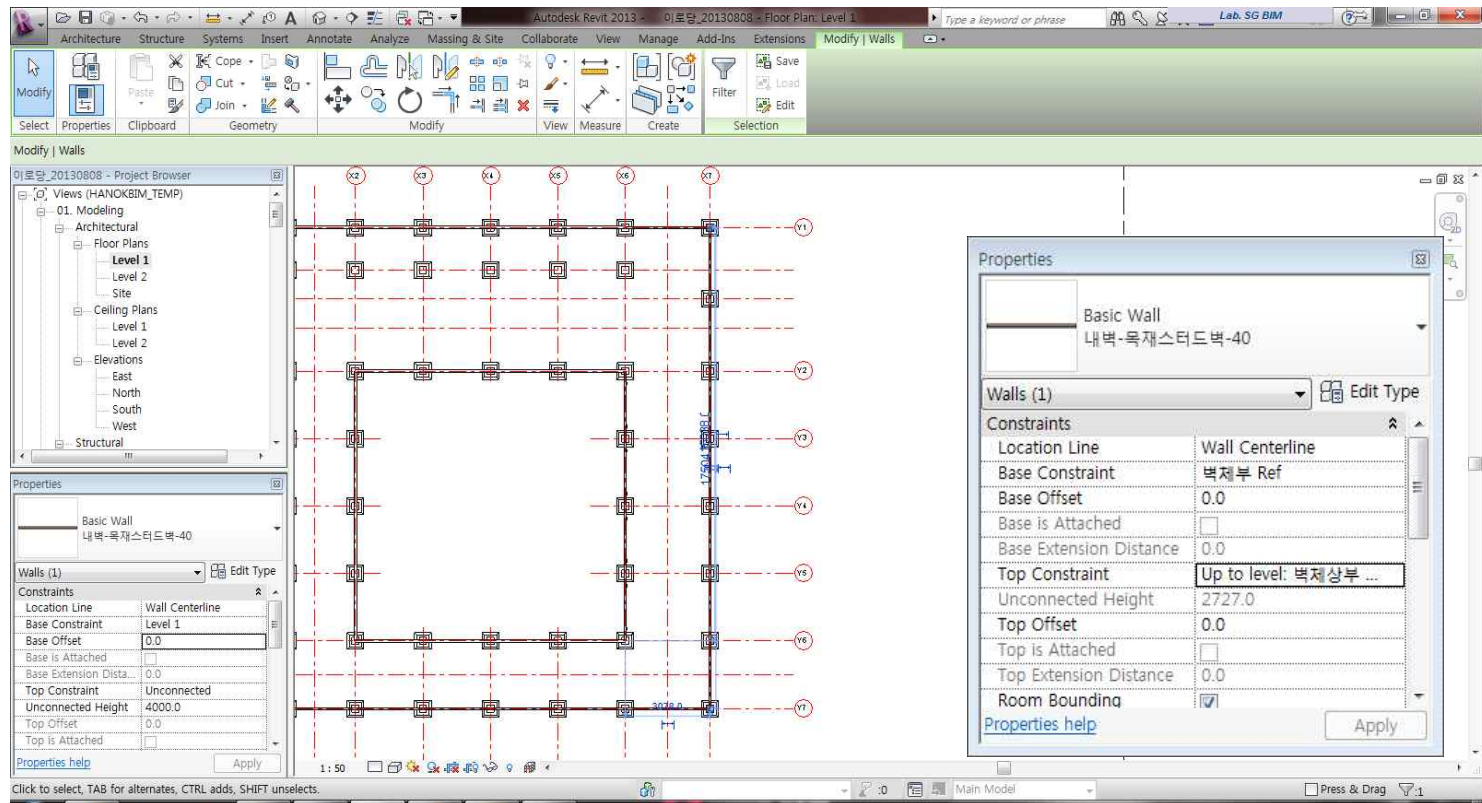 Autodesk Revit 2013 - 이로당_20130808 - Floor Plan: Level 1
Type a keyword or phrase
Lab. SG BIM
Architecture Structure Systems Insert Annotate Analyze Massing & Site Collaborate View Manage Add-Ins Extensions Modify | Walls
Modify
Paste
Cope
Cut
Join
Filter
Save
Load
Edit
Select Properties Clipboard Geometry Modify View Measure Create Selection
Modify | Walls
이로당_20130808 - Project Browser
Views (HANOKBIM_TEMP)
01. Modeling
Architectural
Floor Plans
Level 1
Level 2
Site
Ceiling Plans
Level 1
Level 2
Elevations
East
North
South
West
Structural
Properties
Basic Wall
내벽-목재스터드벽-40
Walls (1) Edit Type
Constraints
Location Line Wall Centerline
Base Constraint Level 1
Base Offset 0.0
Base is Attached
Base Extension Dista... 0.0
Top Constraint Unconnected
Unconnected Height 4000.0
Top Offset 0.0
Top is Attached
Properties help Apply
X2 X3 X4 X5 X6 X7
Y1
Y2
Y3
Y4
Y5
Y6
Y7
3028.0
1 : 50
Properties
Basic Wall
내벽-목재스터드벽-40
Walls (1) Edit Type
Constraints
Location Line Wall Centerline
Base Constraint 벽체부 Ref
Base Offset 0.0
Base is Attached
Base Extension Distance 0.0
Top Constraint Up to level: 벽체상부 ...
Unconnected Height 2727.0
Top Offset 0.0
Top is Attached
Top Extension Distance 0.0
Room Bounding
Properties help Apply
Click to select, TAB for alternates, CTRL adds, SHIFT unselects.
:0 Main Model
Press & Drag :1